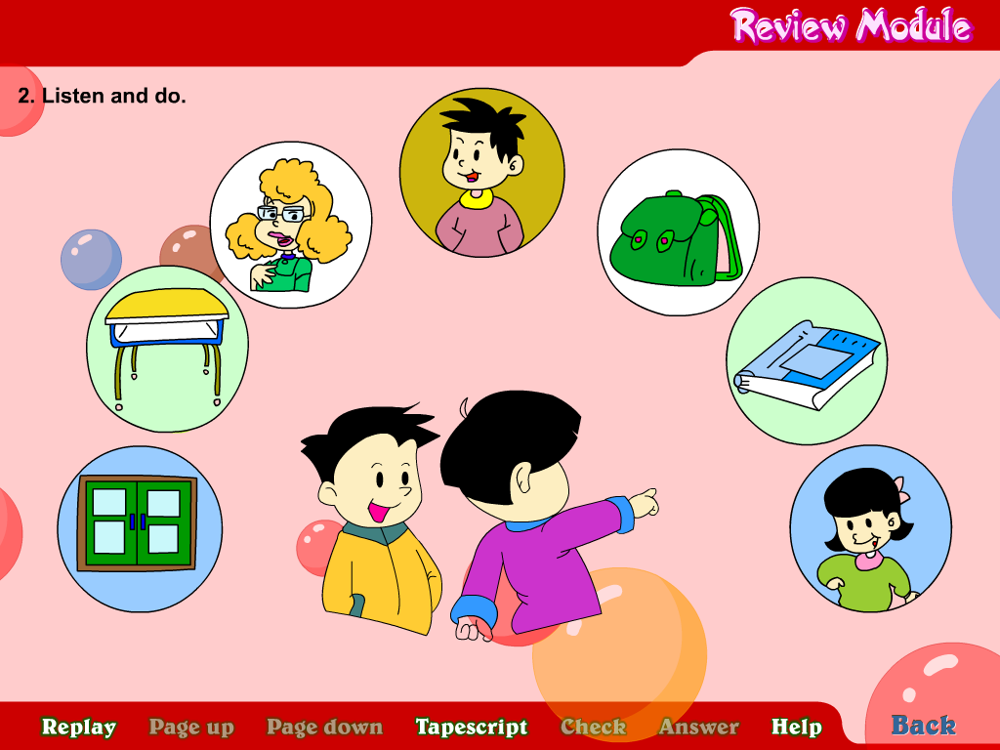 Review Module
2. Listen and do.
Replay Page up Page down Tapescript Check Answer Help Back